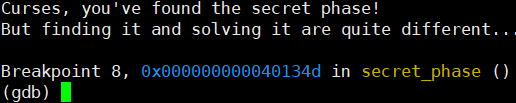 Curses, you've found the secret phase!
But finding it and solving it are quite different...
Breakpoint 8, 0x000000000040134d in secret_phase ()
(gdb)